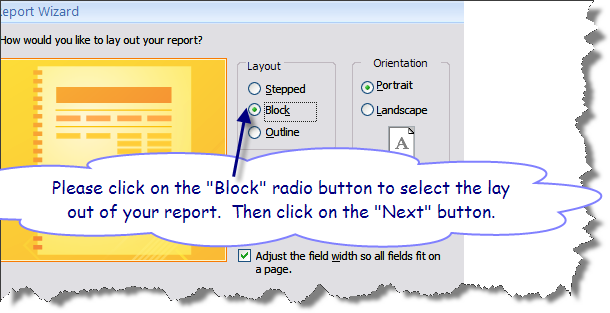 Report Wizard
How would you like to lay out your report?
Layout
Stepped
Block
Outline
Orientation
Portrait
Landscape
A
Please click on the "Block" radio button to select the lay
out of your report. Then click on the "Next" button.
Adjust the field width so all fields fit on
a page.